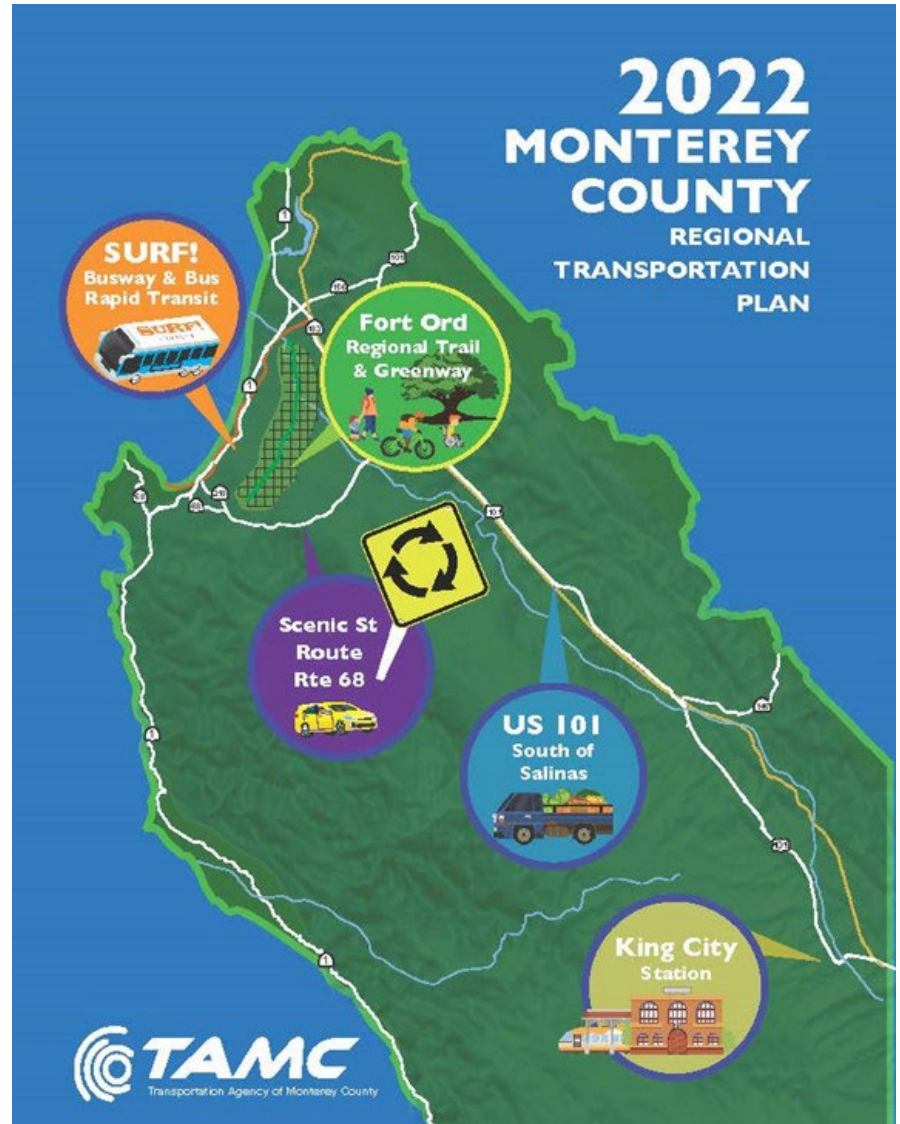 2022
MONTEREY
COUNTY
REGIONAL
TRANSPORTATION
PLAN
SURF!
Busway & Bus
Rapid Transit
SURF!
Fort Ord
Regional Trail
& Greenway
Scenic St
Route
Rte 68
US 101
South of
Salinas
King City
Station
1
101
156
183
1
68
68
218
101
1
146
101
1
TAMC
Transportation Agency of Monterey County